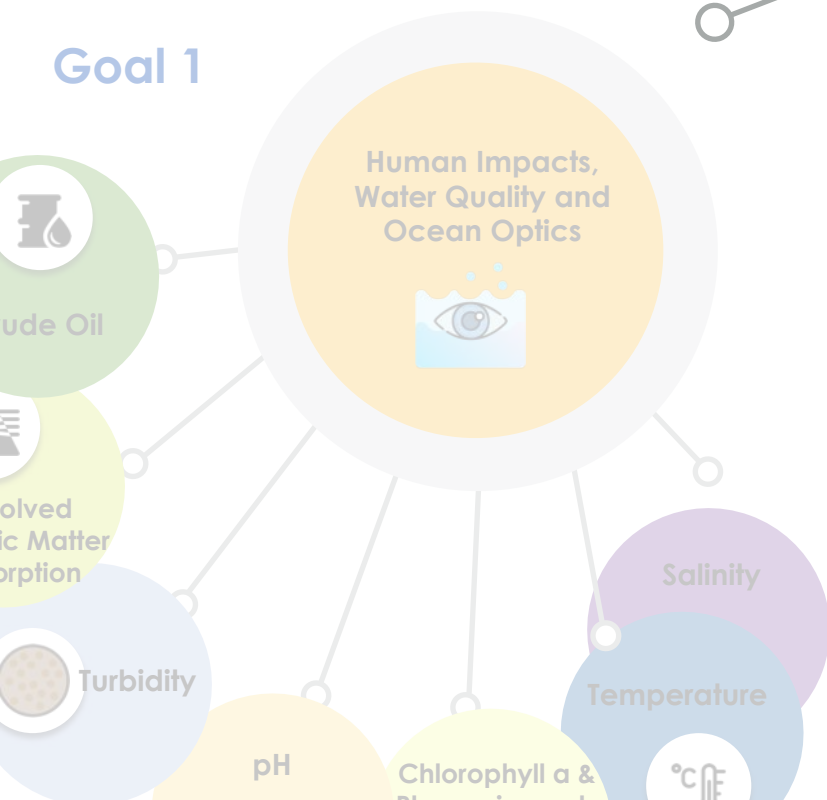 Goal 1
Human Impacts,
Water Quality and
Ocean Optics
ude Oil
olved
ic Matter
orption
Turbidity
pH
Chlorophyll a &
Salinity
Temperature
°C